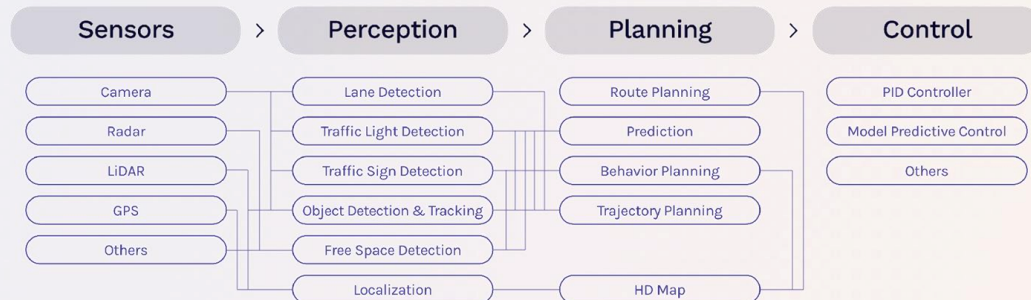 Sensors > Perception > Planning > Control
Camera
Radar
LiDAR
GPS
Others
Lane Detection
Traffic Light Detection
Traffic Sign Detection
Object Detection & Tracking
Free Space Detection
Localization
Route Planning
Prediction
Behavior Planning
Trajectory Planning
HD Map
PID Controller
Model Predictive Control
Others